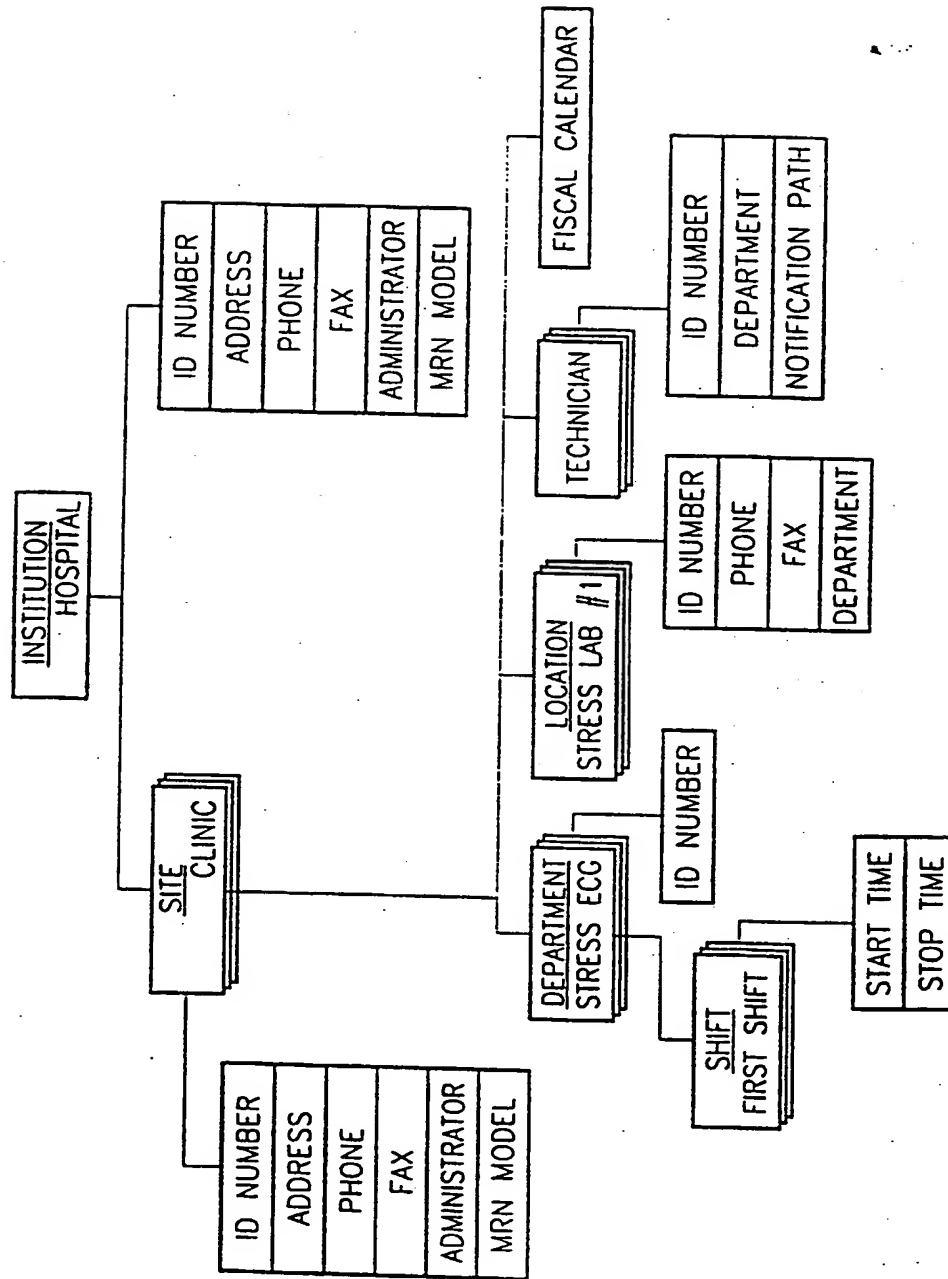 INSTITUTION
HOSPITAL
SITE
CLINIC
ID NUMBER
ADDRESS
PHONE
FAX
ADMINISTRATOR
MRN MODEL
ID NUMBER
ADDRESS
PHONE
FAX
ADMINISTRATOR
MRN MODEL
DEPARTMENT
STRESS ECG
LOCATION
STRESS LAB #1
TECHNICIAN
FISCAL CALENDAR
ID NUMBER
ID NUMBER
PHONE
FAX
DEPARTMENT
ID NUMBER
DEPARTMENT
NOTIFICATION PATH
SHIFT
FIRST SHIFT
START TIME
STOP TIME